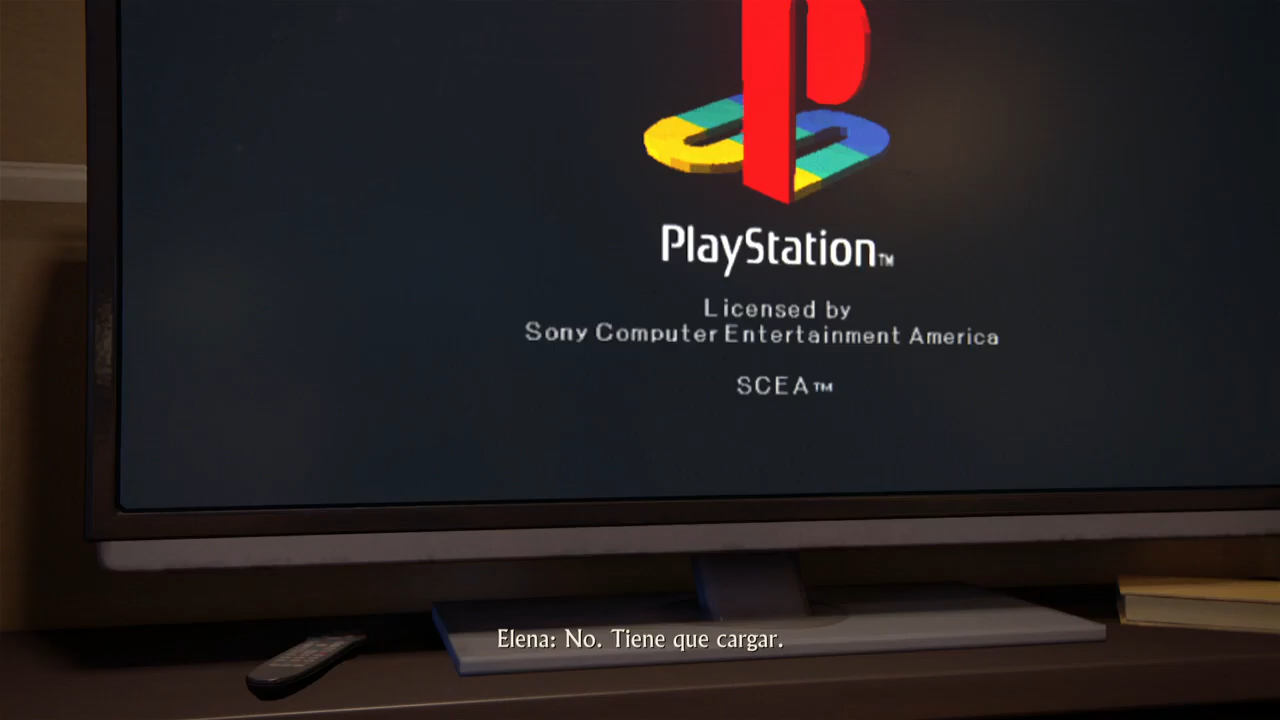 PlayStation™
Licensed by
Sony Computer Entertainment America
SCEA™
Elena: No. Tiene que cargar.